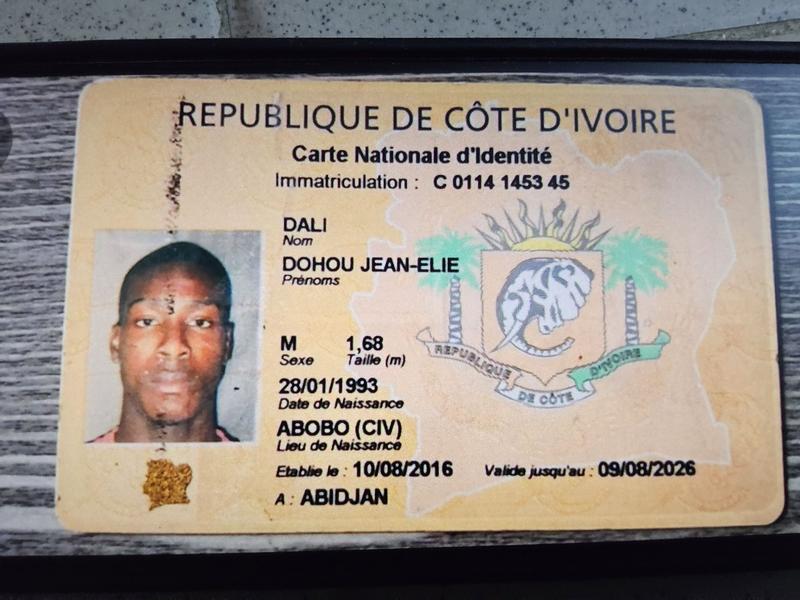 REPUBLIQUE DE CÔTE D'IVOIRE
Carte Nationale d'Identité
Immatriculation : C 0114 1453 45
DALI
Nom
DOHOU JEAN-ELIE
Prénoms
M 1,68
Sexe Taille (m)
28/01/1993
Date de Naissance
ABOBO (CIV)
Lieu de Naissance
Etablie le : 10/08/2016 Valide jusqu'au : 09/08/2026
A : ABIDJAN
REPUBLIQUE
DE CÔTE
D'IVOIRE